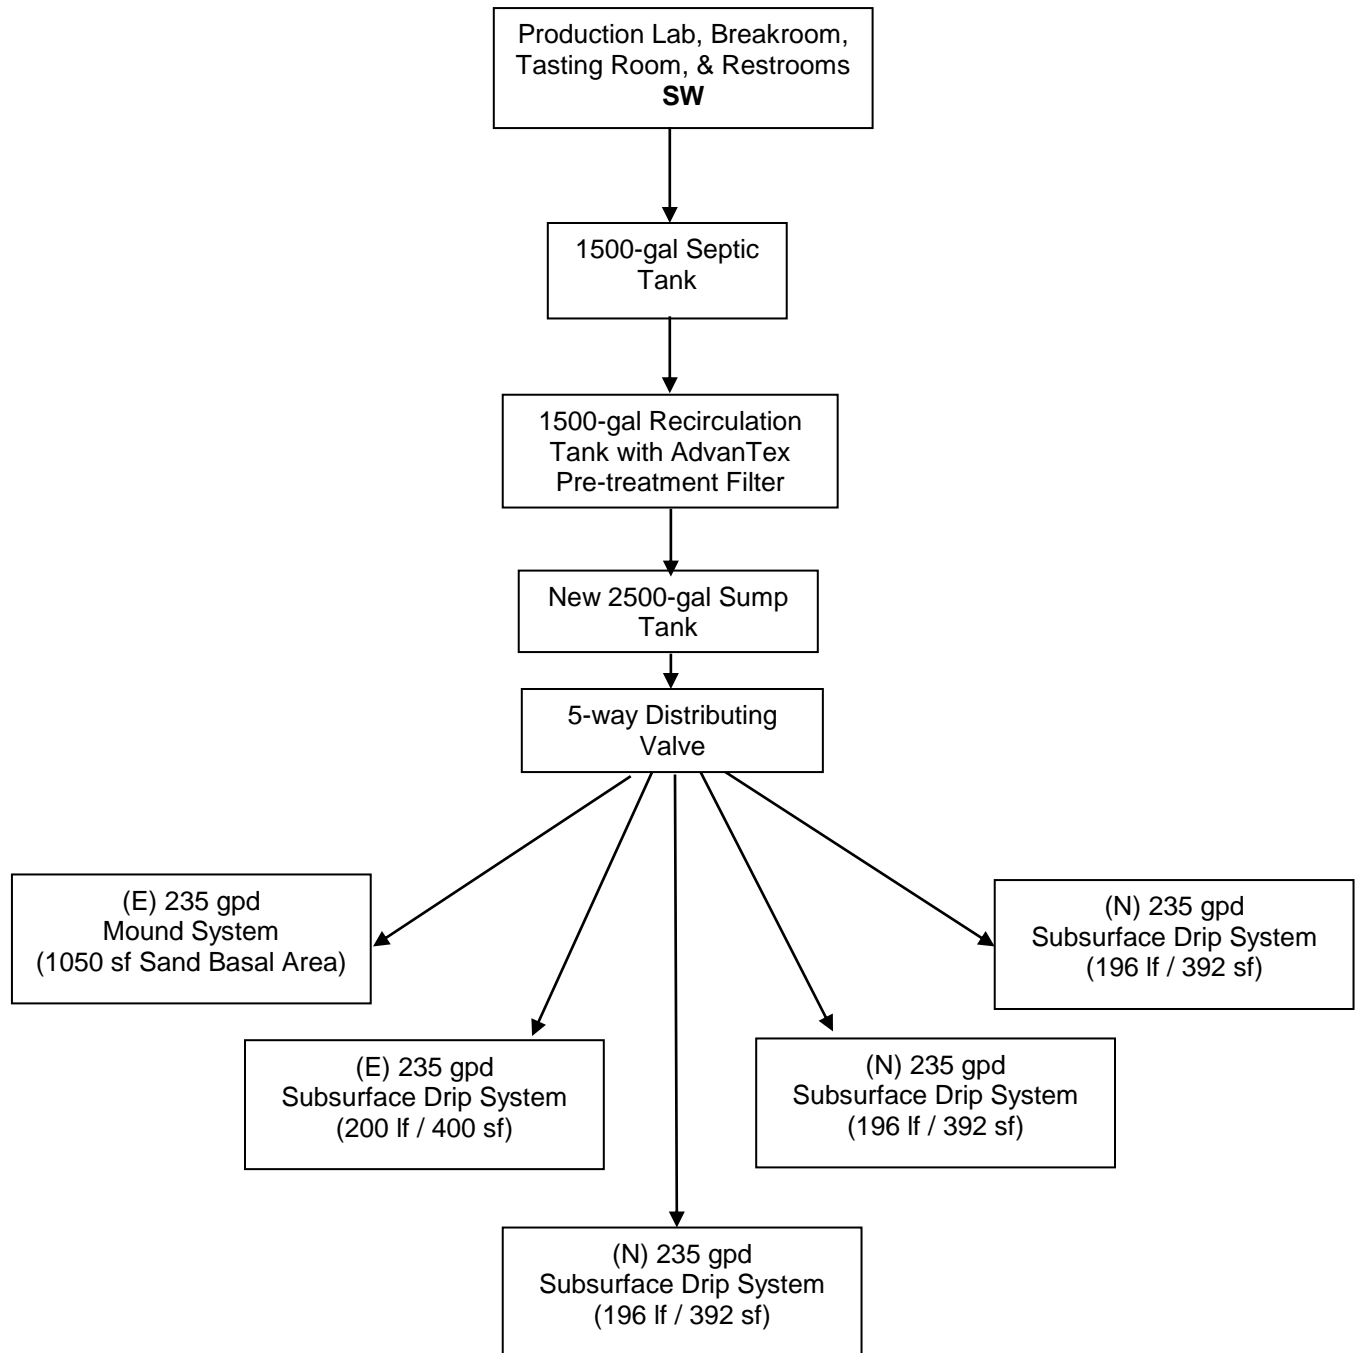 Production Lab, Breakroom,
Tasting Room, & Restrooms
SW
1500-gal Septic
Tank
1500-gal Recirculation
Tank with AdvanTex
Pre-treatment Filter
New 2500-gal Sump
Tank
5-way Distributing
Valve
(E) 235 gpd
Mound System
(1050 sf Sand Basal Area)
(N) 235 gpd
Subsurface Drip System
(196 lf / 392 sf)
(E) 235 gpd
Subsurface Drip System
(200 lf / 400 sf)
(N) 235 gpd
Subsurface Drip System
(196 lf / 392 sf)
(N) 235 gpd
Subsurface Drip System
(196 lf / 392 sf)